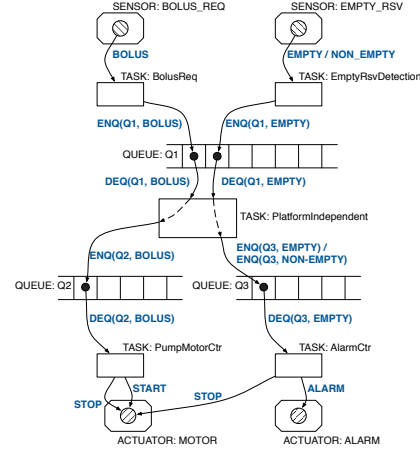 SENSOR: BOLUS_REQ
SENSOR: EMPTY_RSV
BOLUS
EMPTY / NON_EMPTY
TASK: BolusReq
TASK: EmptyRsvDetection
ENQ(Q1, BOLUS)
ENQ(Q1, EMPTY)
QUEUE: Q1
DEQ(Q1, BOLUS)
DEQ(Q1, EMPTY)
TASK: PlatformIndependent
ENQ(Q2, BOLUS)
ENQ(Q3, EMPTY) /
ENQ(Q3, NON-EMPTY)
QUEUE: Q2
QUEUE: Q3
DEQ(Q2, BOLUS)
DEQ(Q3, EMPTY)
TASK: PumpMotorCtr
TASK: AlarmCtr
START
STOP
STOP
ALARM
ACTUATOR: MOTOR
ACTUATOR: ALARM